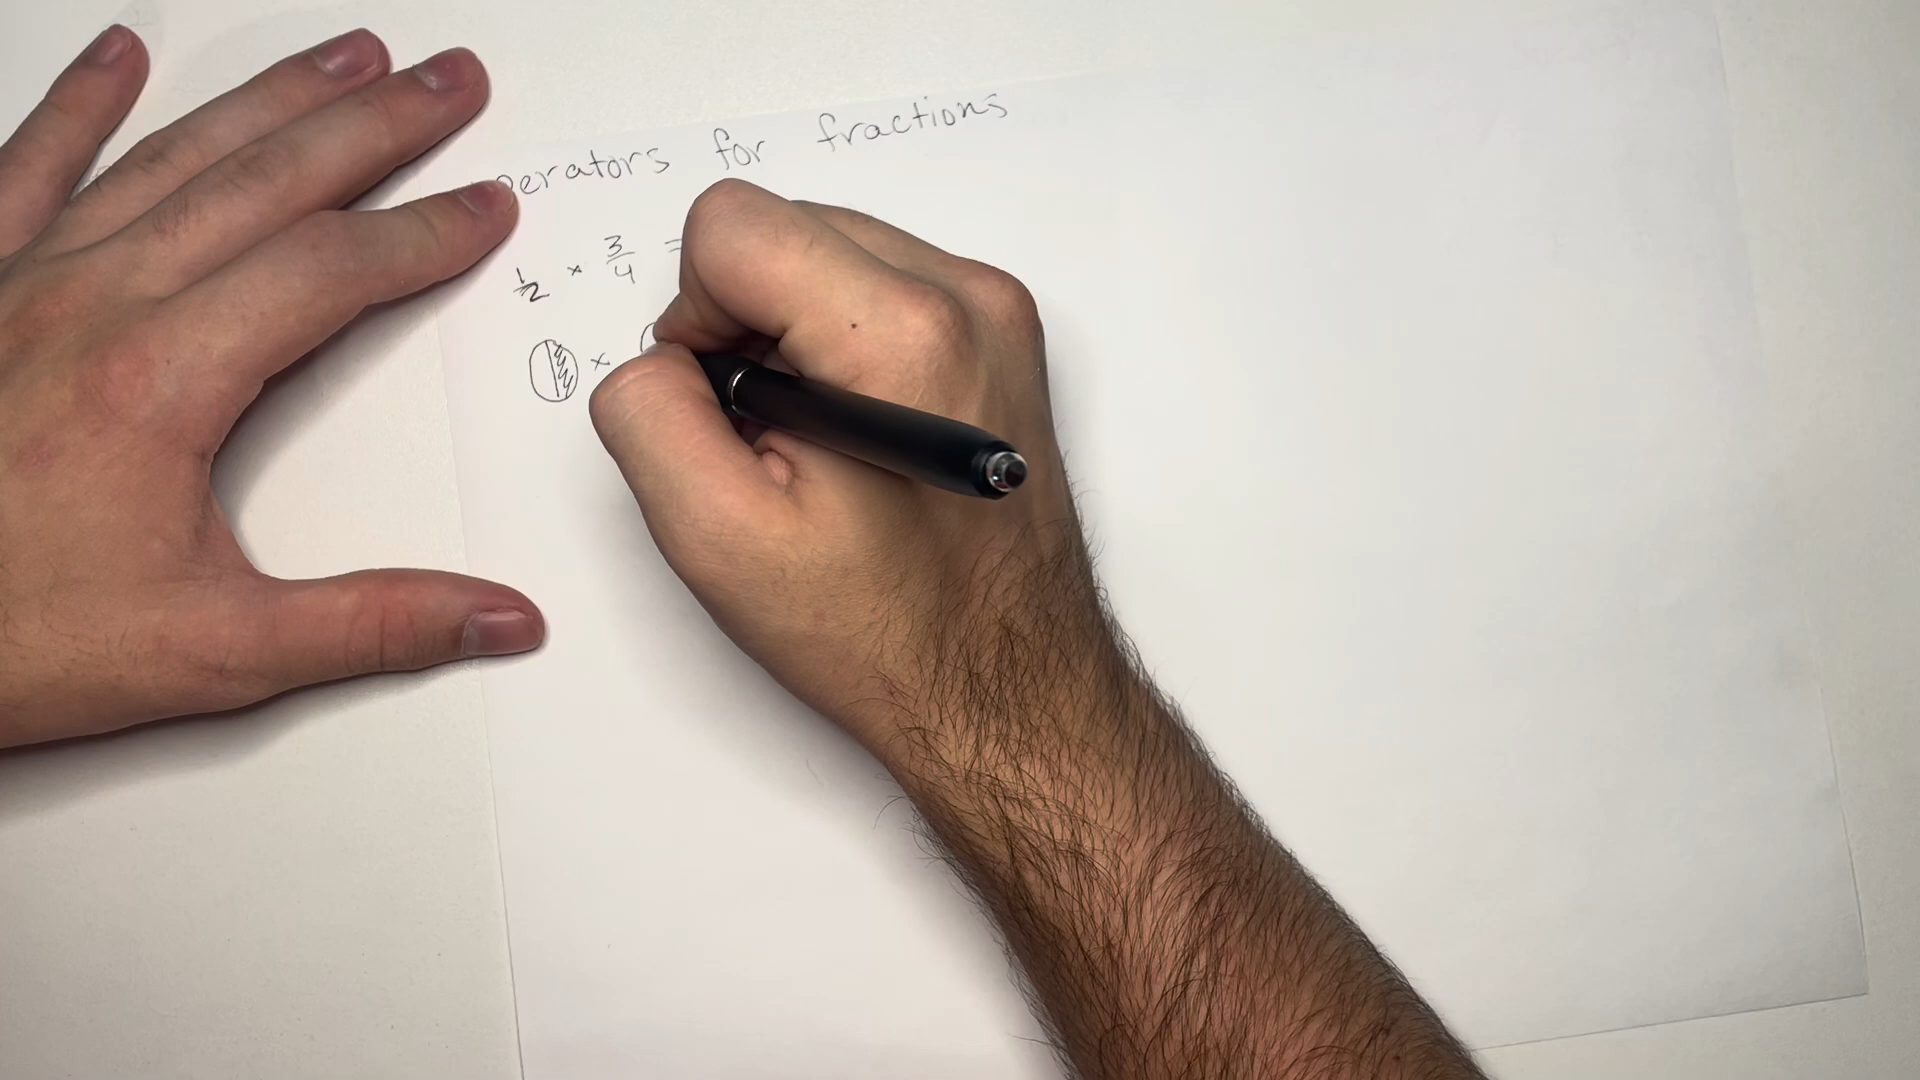 perators for fractions
1/2 × 3/4 =
×